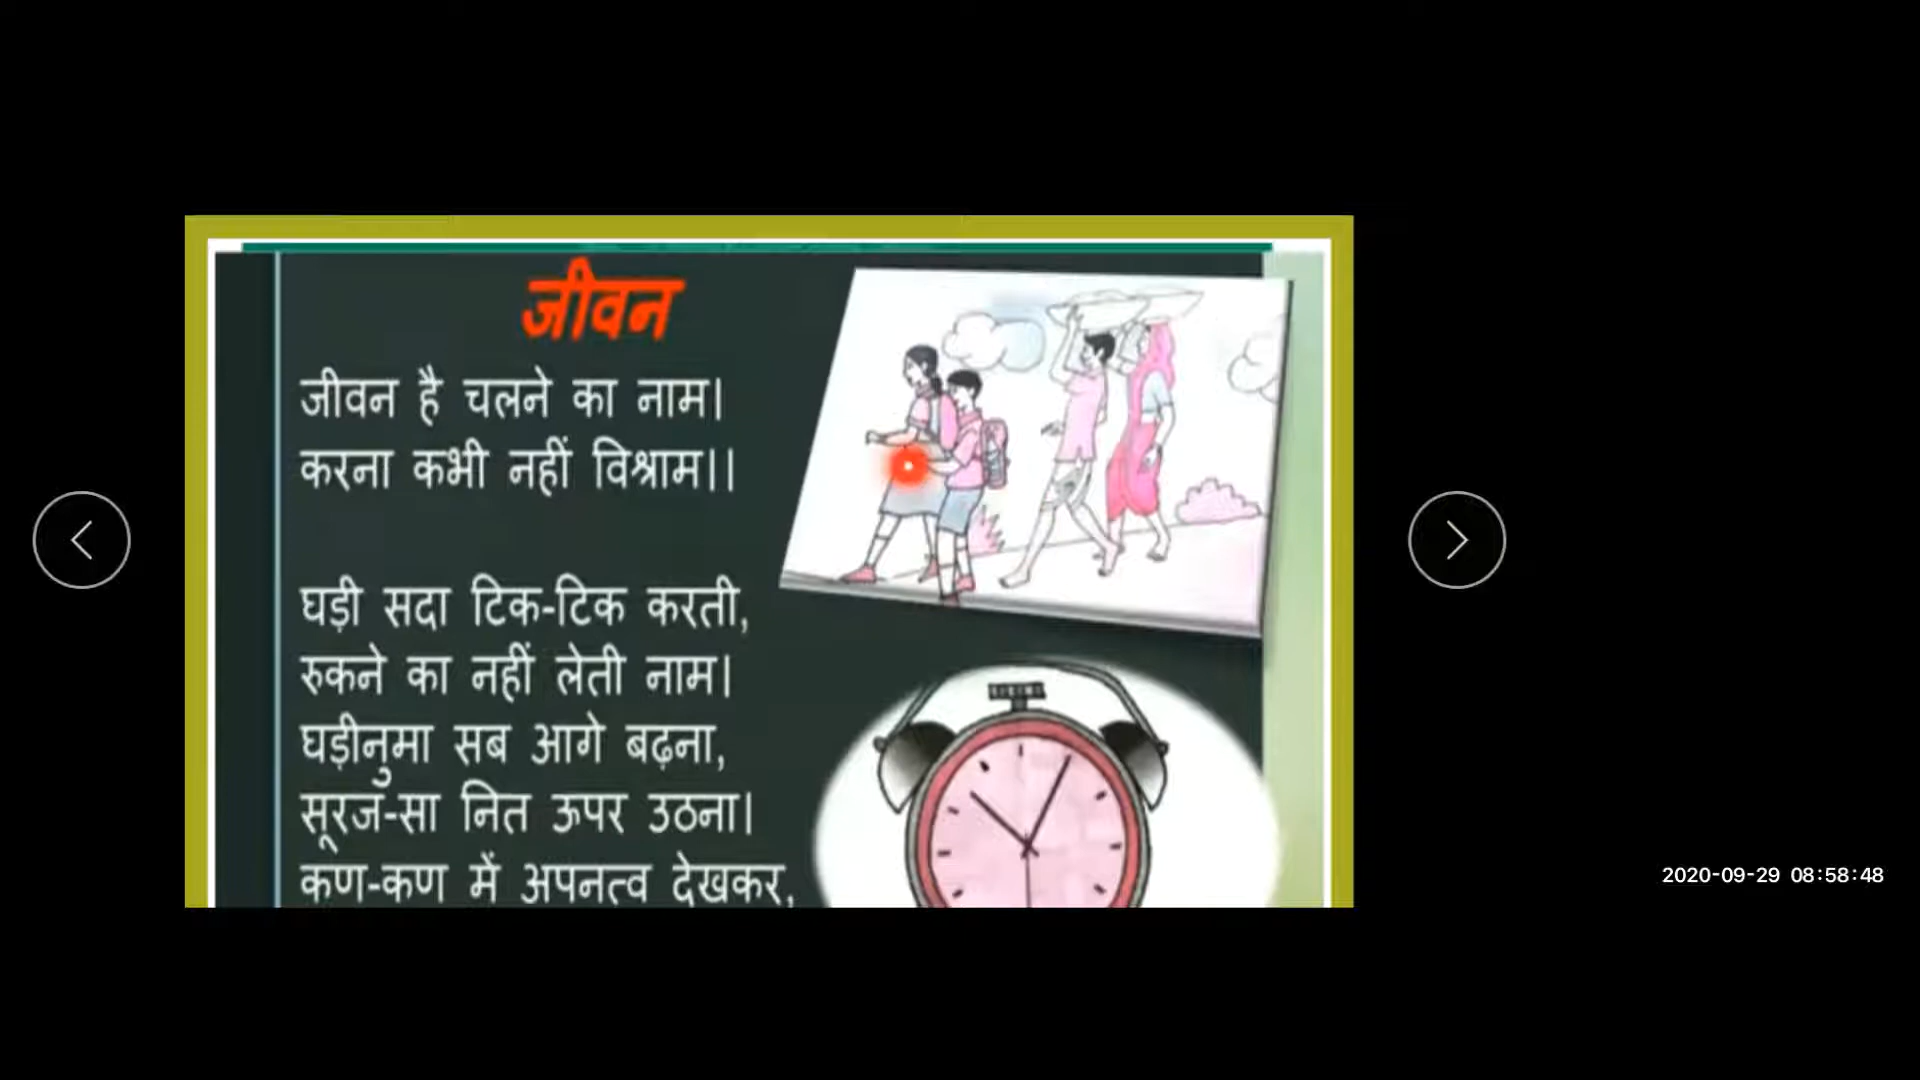 जीवन
जीवन है चलने का नाम।
करना कभी नहीं विश्राम।।
घड़ी सदा टिक-टिक करती,
रुकने का नहीं लेती नाम।
घड़ीनुमा सब आगे बढ़ना,
सूरज-सा नित ऊपर उठना।
कण-कण में अपनत्व देखकर,
2020-09-29 08:58:48